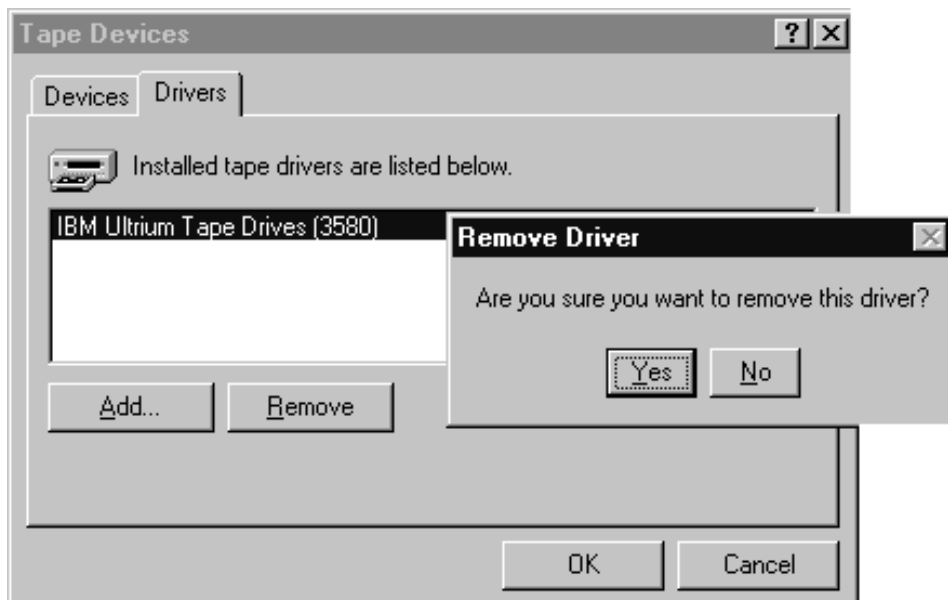 Tape Devices
Devices
Drivers
Installed tape drivers are listed below.
IBM Ultrium Tape Drives (3580)
Remove Driver
Are you sure you want to remove this driver?
Yes
No
Add...
Remove
OK
Cancel